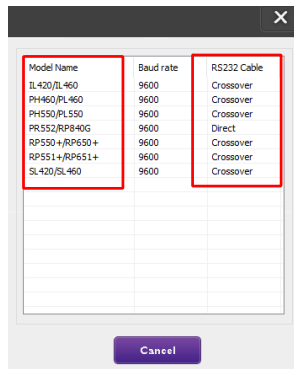 Model Name Baud rate RS232 Cable
IL420/IL460 9600 Crossover
PH460/PL460 9600 Crossover
PH550/PL550 9600 Crossover
PR552/RP840G 9600 Direct
RP550+/RP650+ 9600 Crossover
RP551+/RP651+ 9600 Crossover
SL420/SL460 9600 Crossover
Cancel